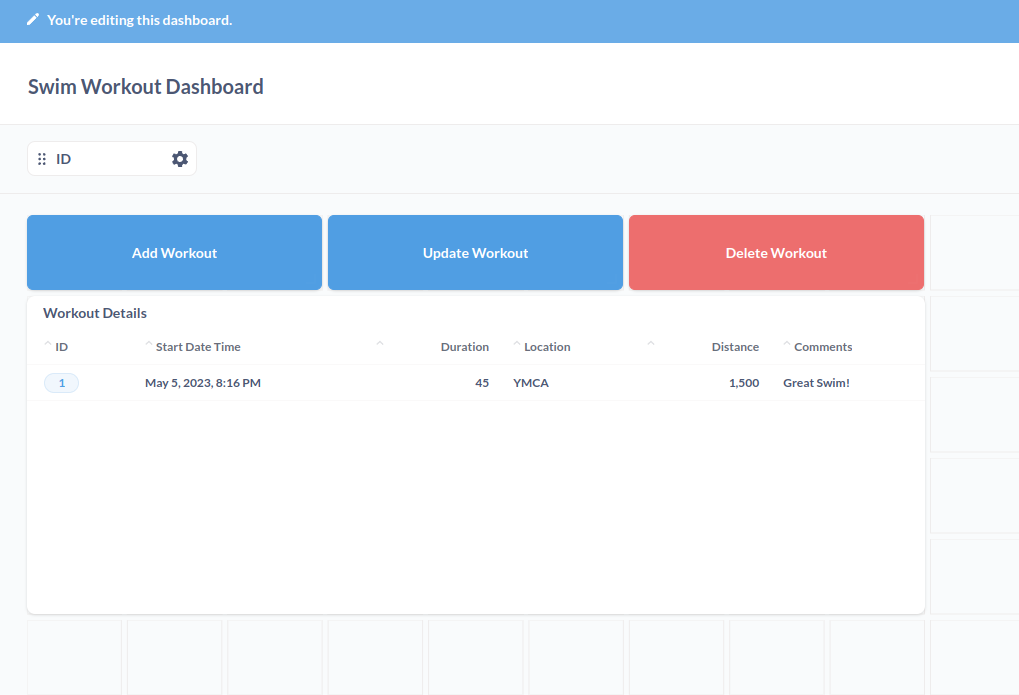 You're editing this dashboard.
Swim Workout Dashboard
ID
Add Workout Update Workout Delete Workout
Workout Details
ID Start Date Time Duration Location Distance Comments
1 May 5, 2023, 8:16 PM 45 YMCA 1,500 Great Swim!